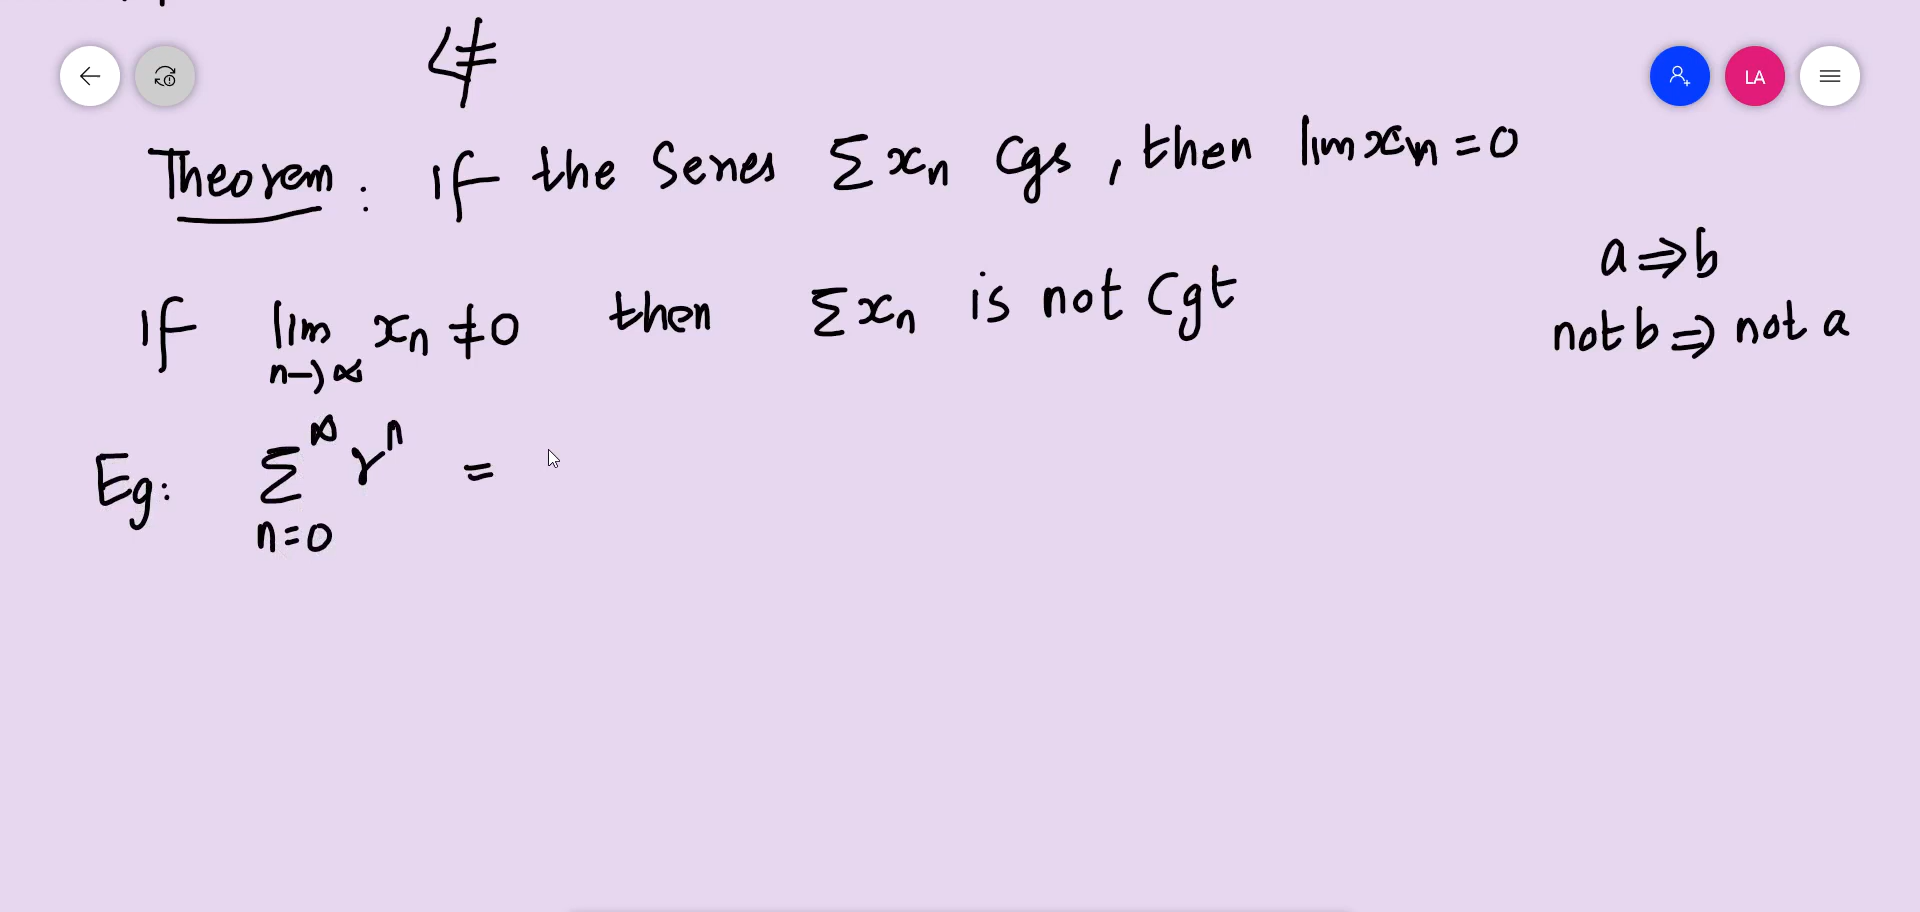 ⇍
LA
Theorem : If the Series Σxn Cgs , then lim xn = 0
a ⇒ b
If lim n→∞ xn ≠ 0 then Σxn is not Cgt
not b ⇒ not a
Eg: Σ^∞ n=0 r^n =